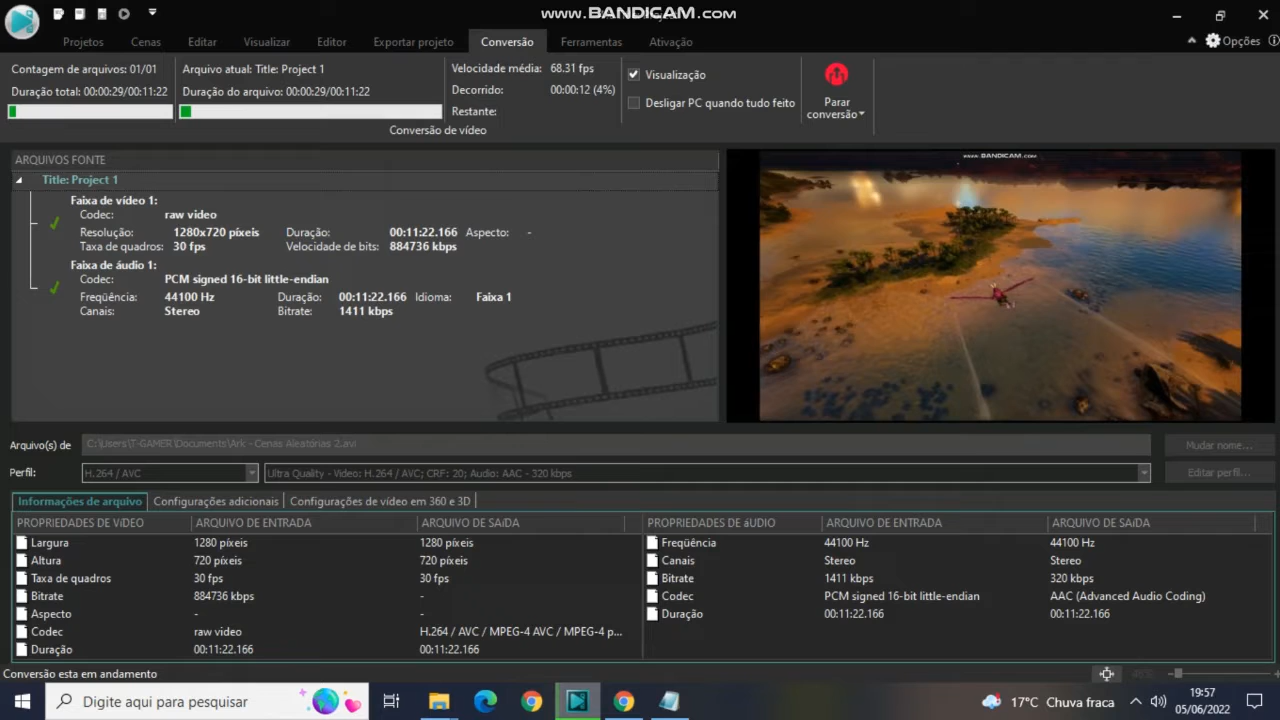 www.BANDICAM.com
Projetos Cenas Editar Visualizar Editor Exportar projeto Conversão Ferramentas Ativação Opções
Contagem de arquivos: 01/01
Duração total: 00:00:29/00:11:22
Arquivo atual: Title: Project 1
Duração do arquivo: 00:00:29/00:11:22
Velocidade média: 68.31 fps
Decorrido: 00:00:12 (4%)
Restante:
Visualização
Desligar PC quando tudo feito
Parar
conversão
Conversão de vídeo
ARQUIVOS FONTE
Title: Project 1
Faixa de vídeo 1:
Codec: raw video
Resolução: 1280x720 píxeis Duração: 00:11:22.166 Aspecto: -
Taxa de quadros: 30 fps Velocidade de bits: 884736 kbps
Faixa de áudio 1:
Codec: PCM signed 16-bit little-endian
Freqüência: 44100 Hz Duração: 00:11:22.166 Idioma: Faixa 1
Canais: Stereo Bitrate: 1411 kbps
www.BANDICAM.com
Arquivo(s) de C:\Users\T-GAMER\Documents\Ark - Cenas Aleatórias 2.avi Mudar nome...
Perfil: H.264 / AVC Ultra Quality - Video: H.264 / AVC; CRF: 20; Audio: AAC - 320 kbps Editar perfil...
Informações de arquivo Configurações adicionais Configurações de vídeo em 360 e 3D
PROPRIEDADES DE VíDEO ARQUIVO DE ENTRADA ARQUIVO DE SAíDA
Largura 1280 píxeis 1280 píxeis
Altura 720 píxeis 720 píxeis
Taxa de quadros 30 fps 30 fps
Bitrate 884736 kbps -
Aspecto - -
Codec raw video H.264 / AVC / MPEG-4 AVC / MPEG-4 p...
Duração 00:11:22.166 00:11:22.166
PROPRIEDADES DE áUDIO ARQUIVO DE ENTRADA ARQUIVO DE SAíDA
Freqüência 44100 Hz 44100 Hz
Canais Stereo Stereo
Bitrate 1411 kbps 320 kbps
Codec PCM signed 16-bit little-endian AAC (Advanced Audio Coding)
Duração 00:11:22.166 00:11:22.166
Conversão esta em andamento
Digite aqui para pesquisar
17°C Chuva fraca
19:57
05/06/2022